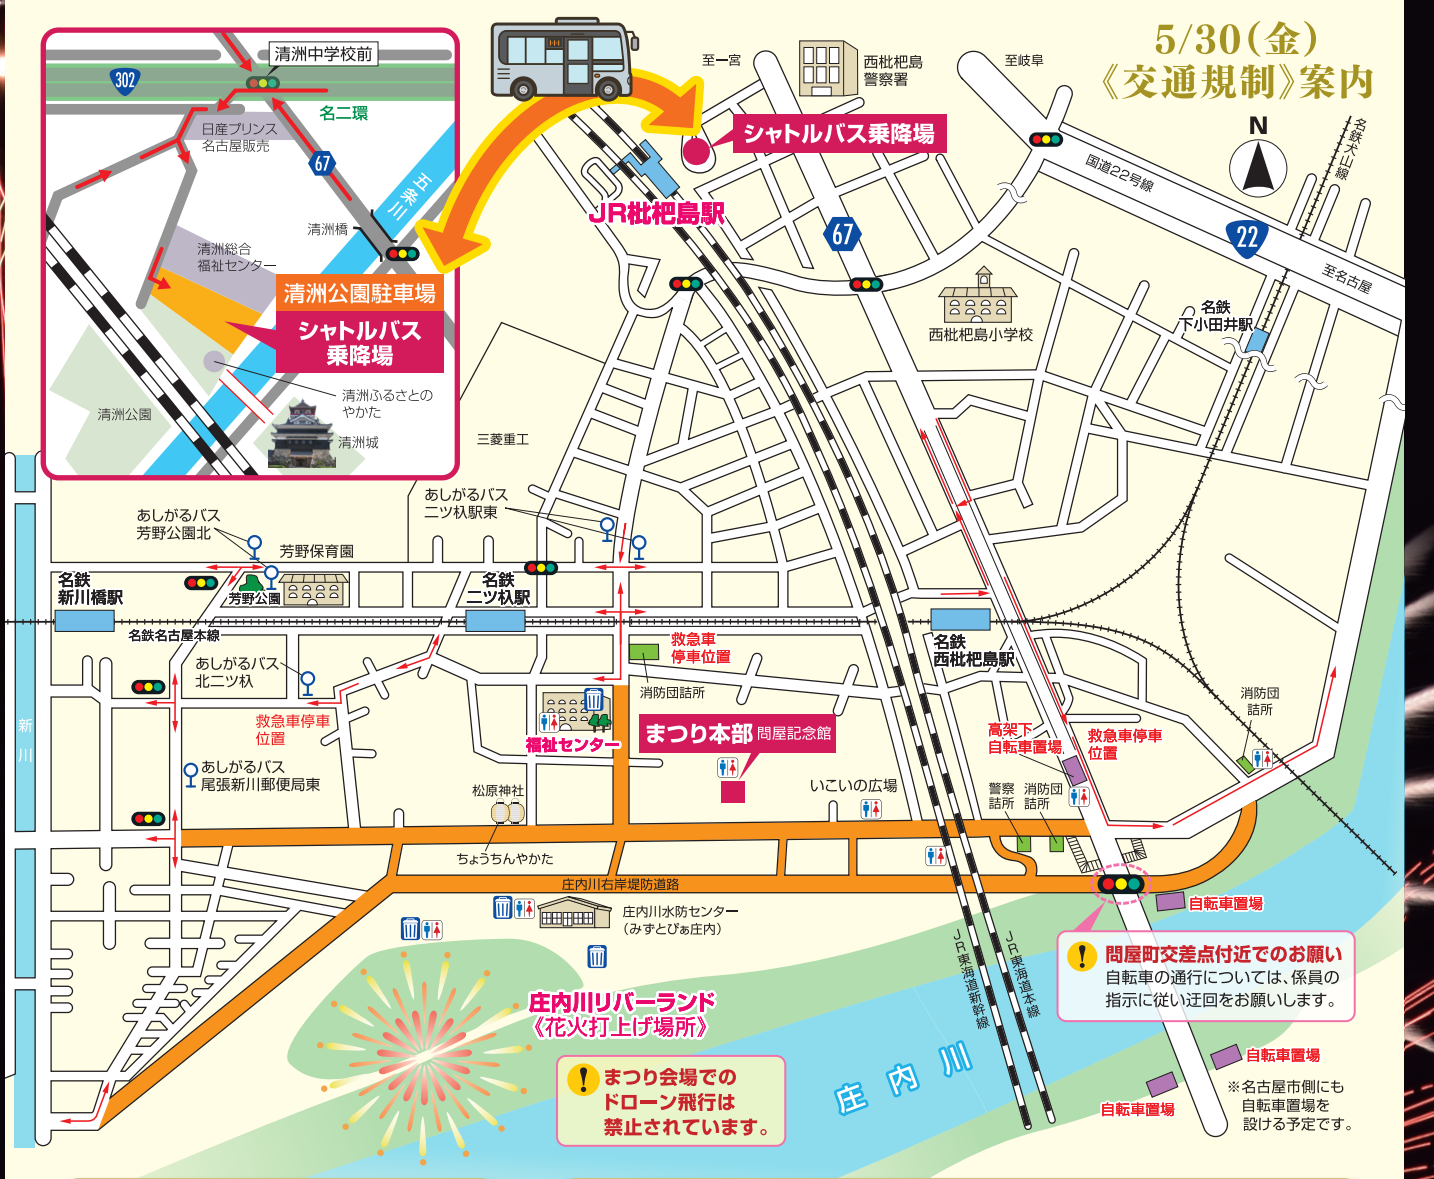 5/30(金)
《交通規制》案内
N
清洲中学校前
302
名二環
日産プリンス
名古屋販売
67
五条川
清洲橋
清洲総合
福祉センター
清洲公園駐車場
シャトルバス
乗降場
清洲ふるさとの
やかた
清洲公園
清洲城
至一宮
西枇杷島
警察署
至岐阜
シャトルバス乗降場
JR枇杷島駅
67
国道22号線
名鉄犬山線
22
至名古屋
名鉄
下小田井駅
西枇杷島小学校
三菱重工
あしがるバス
二ツ杁駅東
あしがるバス
芳野公園北
芳野保育園
名鉄
新川橋駅
芳野公園
名鉄
二ツ杁駅
名鉄名古屋本線
あしがるバス
北二ツ杁
救急車
停車位置
消防団詰所
名鉄
西枇杷島駅
新川
救急車停車
位置
福祉センター
まつり本部 問屋記念館
高架下
自転車置場
救急車停車
位置
消防団
詰所
あしがるバス
尾張新川郵便局東
松原神社
いこいの広場
警察
詰所
消防団
詰所
ちょうちんやかた
庄内川右岸堤防道路
庄内川水防センター
(みずとぴぁ庄内)
自転車置場
JR東海道新幹線
JR東海道本線
! 問屋町交差点付近でのお願い
自転車の通行については、係員の
指示に従い迂回をお願いします。
庄内川リバーランド
《花火打上げ場所》
! まつり会場での
ドローン飛行は
禁止されています。
庄内川
自転車置場
自転車置場
※名古屋市側にも
自転車置場を
設ける予定です。